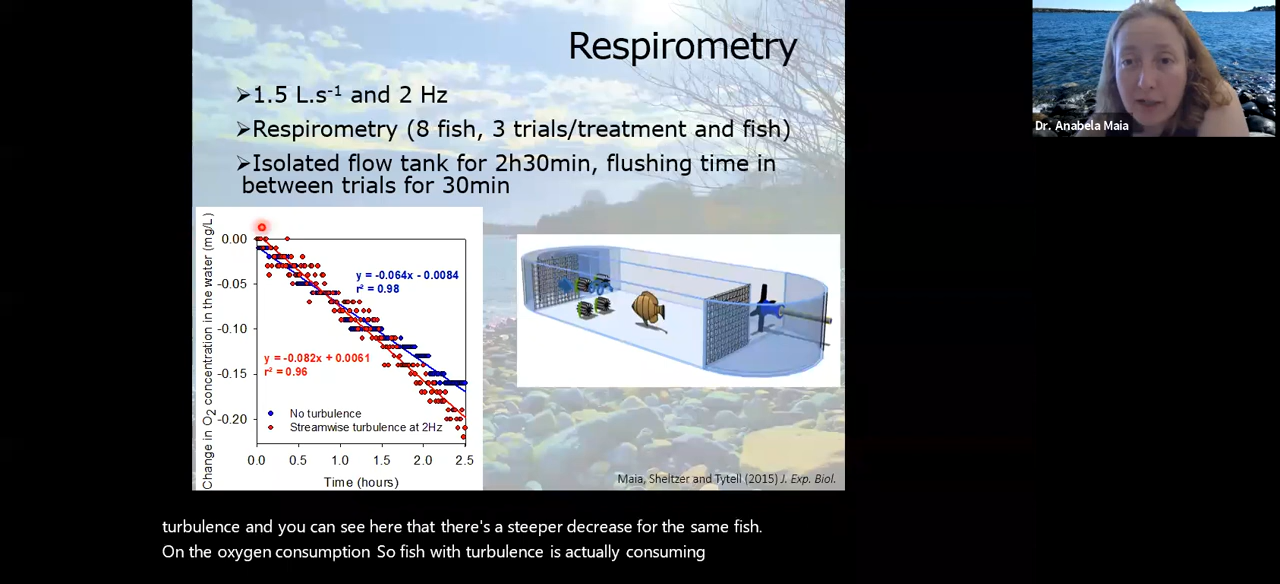 Respirometry
➢1.5 L.s-1 and 2 Hz
➢Respirometry (8 fish, 3 trials/treatment and fish)
➢Isolated flow tank for 2h30min, flushing time in
between trials for 30min
Change in O2 concentration in the water (mg/L)
0.00
-0.05
-0.10
-0.15
-0.20
y = -0.064x - 0.0084
r2 = 0.98
y = -0.082x + 0.0061
r2 = 0.96
No turbulence
Streamwise turbulence at 2Hz
0.0 0.5 1.0 1.5 2.0 2.5
Time (hours)
Maia, Sheltzer and Tytell (2015) J. Exp. Biol.
Dr. Anabela Maia
turbulence and you can see here that there's a steeper decrease for the same fish.
On the oxygen consumption So fish with turbulence is actually consuming